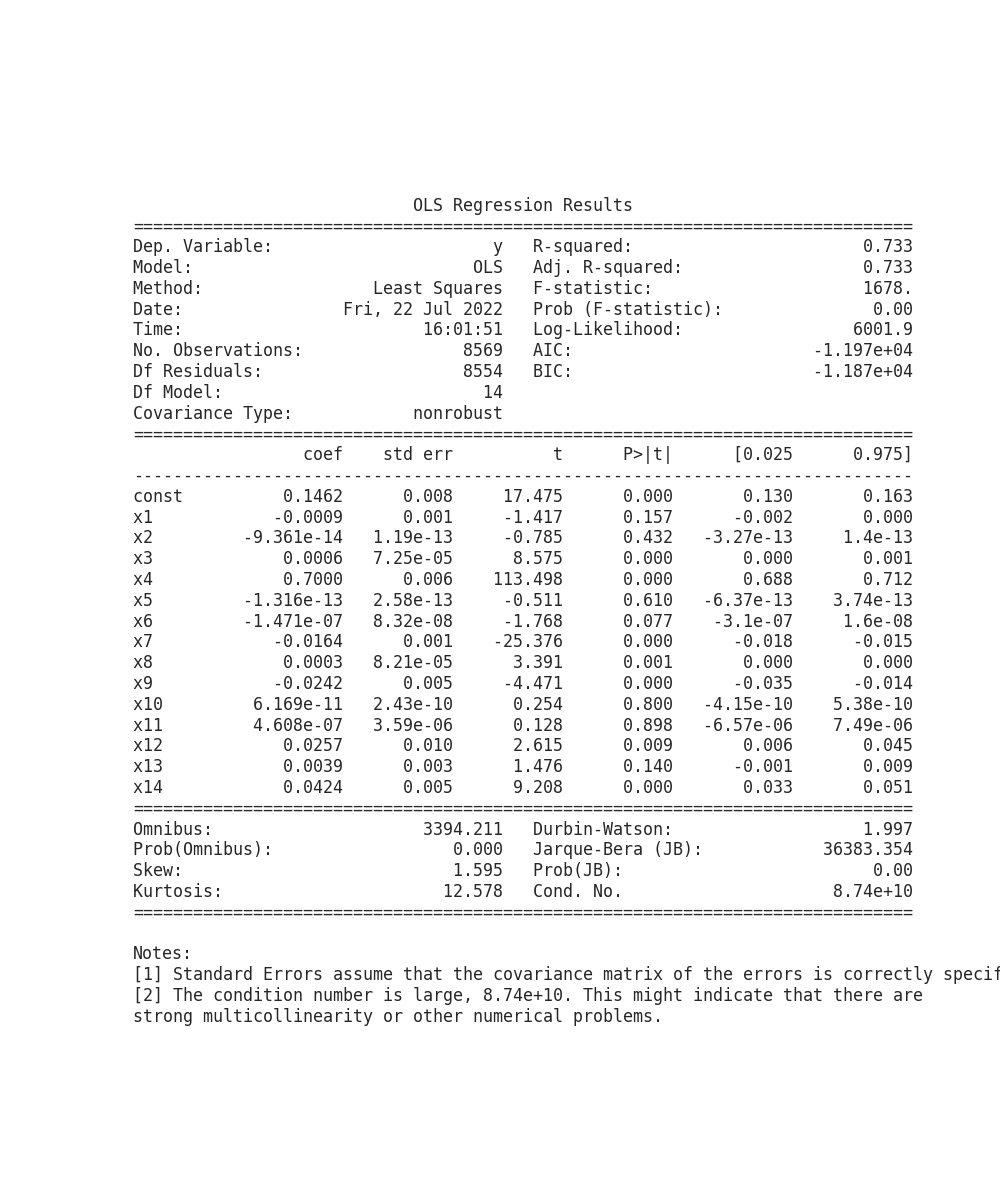 OLS Regression Results
==============================================================================
Dep. Variable:                      y   R-squared:                       0.733
Model:                            OLS   Adj. R-squared:                  0.733
Method:                 Least Squares   F-statistic:                     1678.
Date:                Fri, 22 Jul 2022   Prob (F-statistic):               0.00
Time:                        16:01:51   Log-Likelihood:                 6001.9
No. Observations:                8569   AIC:                        -1.197e+04
Df Residuals:                    8554   BIC:                        -1.187e+04
Df Model:                          14
Covariance Type:            nonrobust
==============================================================================
                 coef    std err          t      P>|t|      [0.025      0.975]
------------------------------------------------------------------------------
const          0.1462      0.008     17.475      0.000       0.130       0.163
x1            -0.0009      0.001     -1.417      0.157      -0.002       0.000
x2         -9.361e-14   1.19e-13     -0.785      0.432   -3.27e-13     1.4e-13
x3             0.0006   7.25e-05      8.575      0.000       0.000       0.001
x4             0.7000      0.006    113.498      0.000       0.688       0.712
x5         -1.316e-13   2.58e-13     -0.511      0.610   -6.37e-13    3.74e-13
x6         -1.471e-07   8.32e-08     -1.768      0.077    -3.1e-07     1.6e-08
x7            -0.0164      0.001    -25.376      0.000      -0.018      -0.015
x8             0.0003   8.21e-05      3.391      0.001       0.000       0.000
x9            -0.0242      0.005     -4.471      0.000      -0.035      -0.014
x10         6.169e-11   2.43e-10      0.254      0.800   -4.15e-10    5.38e-10
x11         4.608e-07   3.59e-06      0.128      0.898   -6.57e-06    7.49e-06
x12            0.0257      0.010      2.615      0.009       0.006       0.045
x13            0.0039      0.003      1.476      0.140      -0.001       0.009
x14            0.0424      0.005      9.208      0.000       0.033       0.051
==============================================================================
Omnibus:                     3394.211   Durbin-Watson:                   1.997
Prob(Omnibus):                  0.000   Jarque-Bera (JB):            36383.354
Skew:                           1.595   Prob(JB):                         0.00
Kurtosis:                      12.578   Cond. No.                     8.74e+10
==============================================================================
Notes:
[1] Standard Errors assume that the covariance matrix of the errors is correctly specif
[2] The condition number is large, 8.74e+10. This might indicate that there are
strong multicollinearity or other numerical problems.